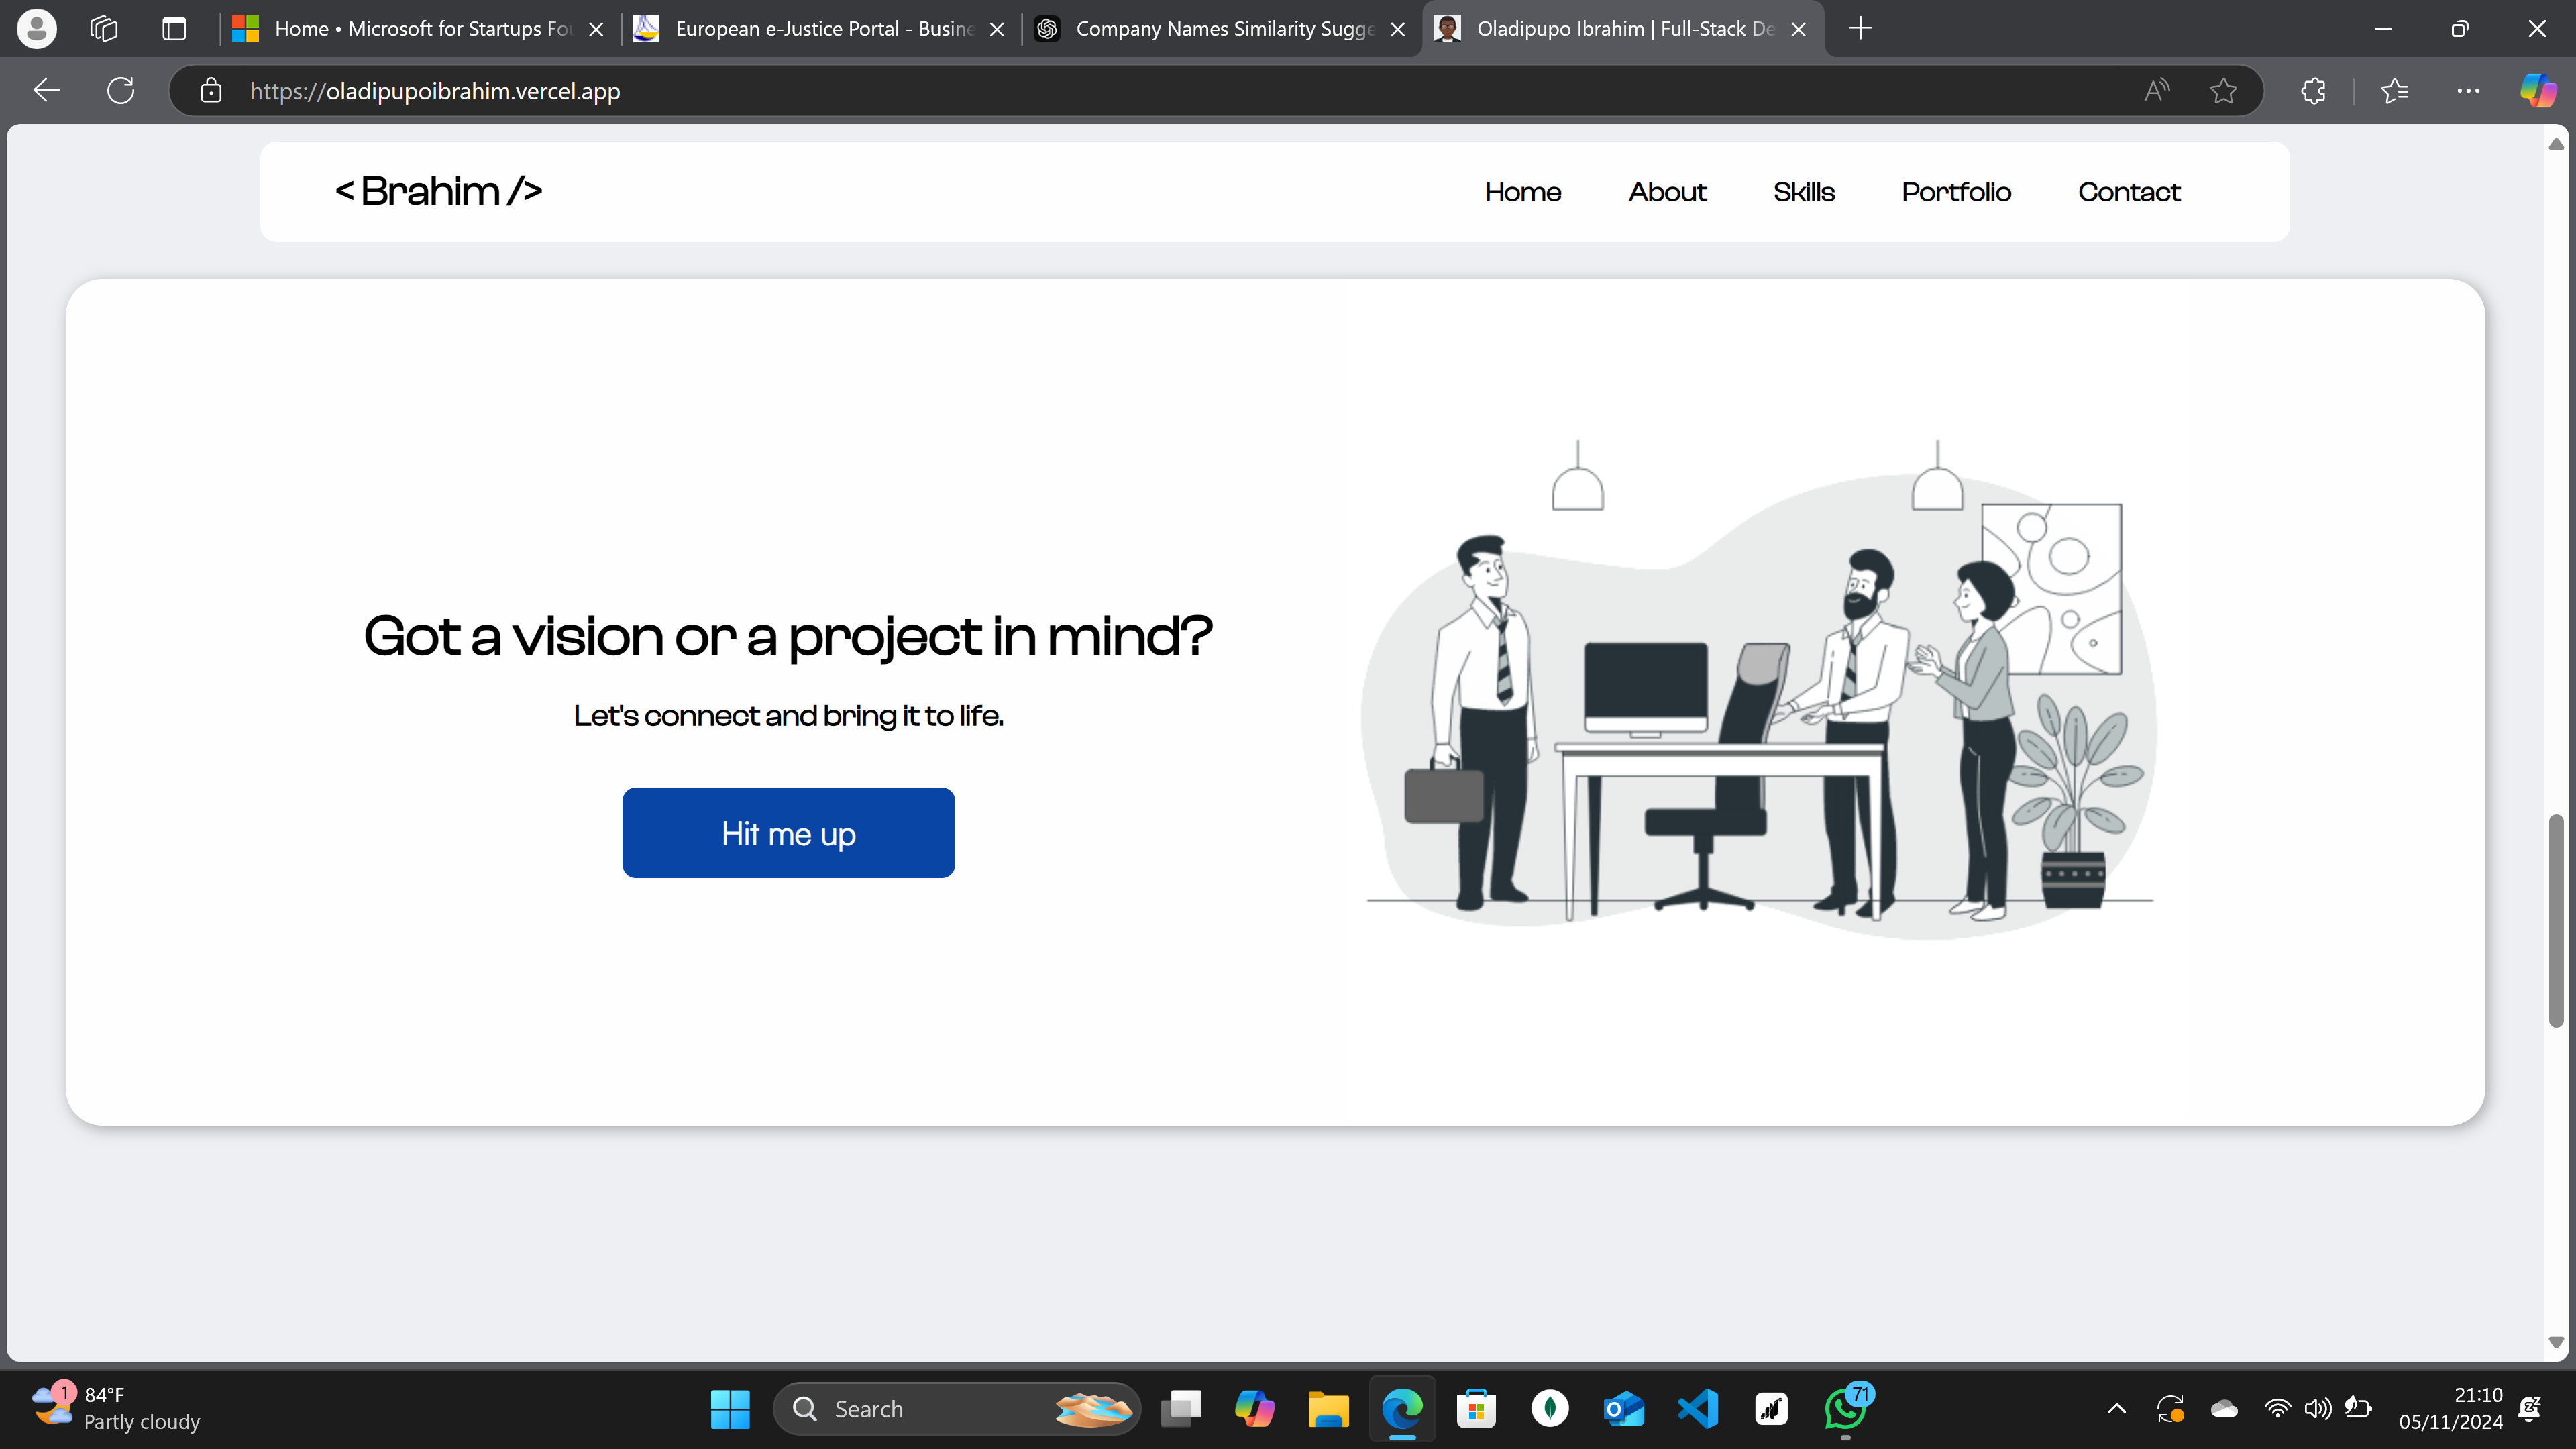 Home • Microsoft for Startups Fou
European e-Justice Portal - Busine
Company Names Similarity Sugge
Oladipupo Ibrahim | Full-Stack De
https://oladipupoibrahim.vercel.app
< Brahim />
Home
About
Skills
Portfolio
Contact
Got a vision or a project in mind?
Let's connect and bring it to life.
Hit me up
1
84°F
Partly cloudy
Search
71
21:10
05/11/2024